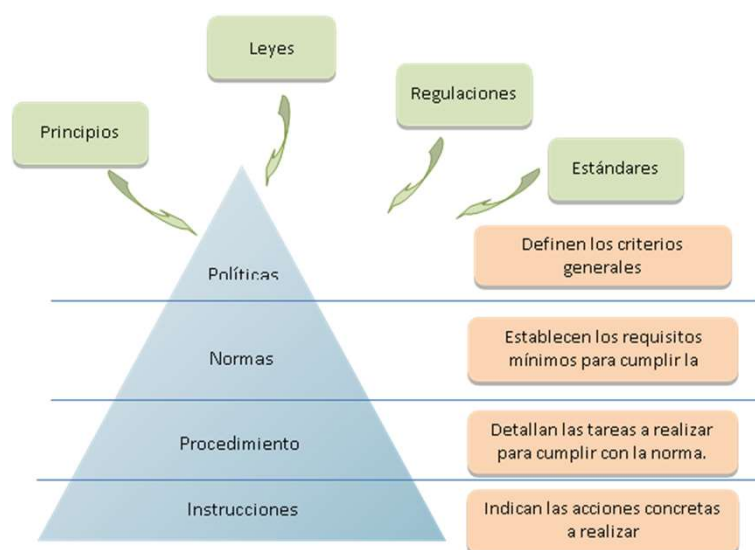 Leyes
Regulaciones
Principios
Estándares
Políticas
Definen los criterios
generales
Normas
Establecen los requisitos
mínimos para cumplir la
Procedimiento
Detallan las tareas a realizar
para cumplir con la norma.
Instrucciones
Indican las acciones concretas
a realizar